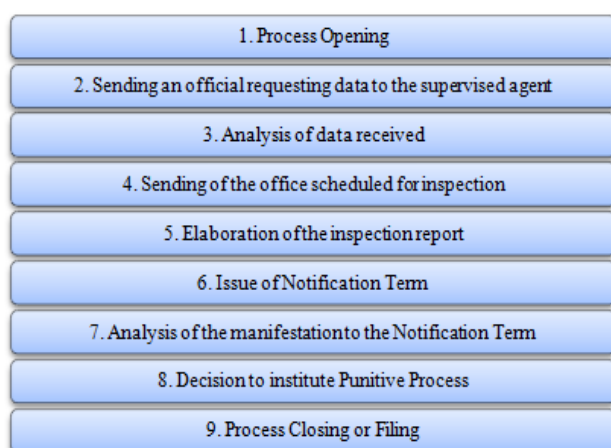 1. Process Opening
2. Sending an official requesting data to the supervised agent
3. Analysis of data received
4. Sending of the office scheduled for inspection
5. Elaboration of the inspection report
6. Issue of Notification Term
7. Analysis of the manifestation to the Notification Term
8. Decision to institute Punitive Process
9. Process Closing or Filing